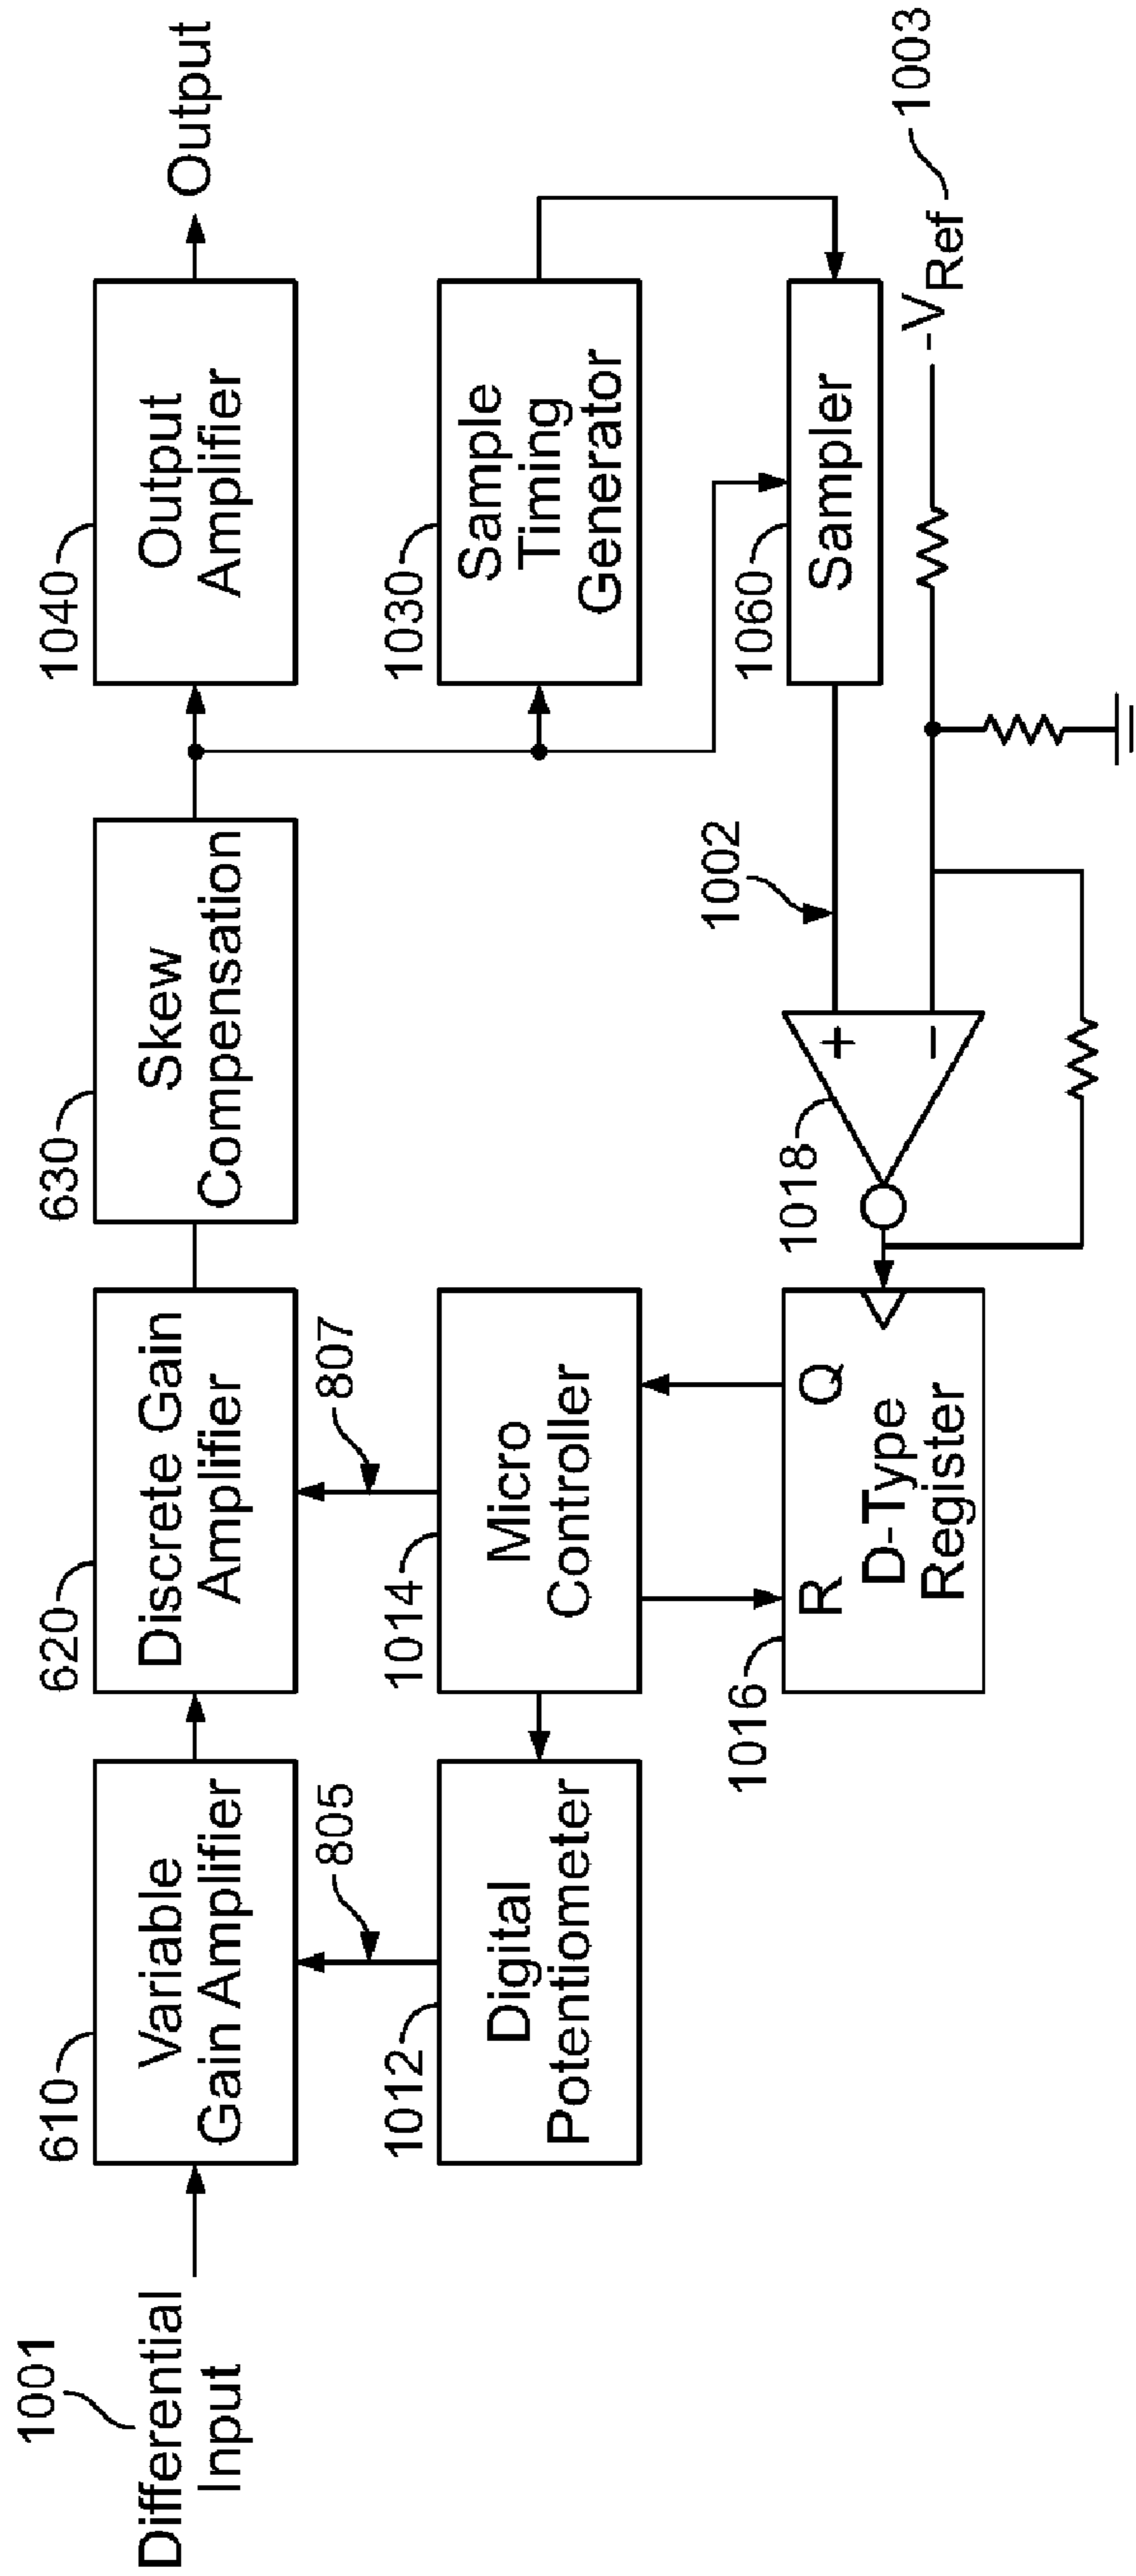 1001
Differential
Input
610
Variable
Gain Amplifier
620
Discrete Gain
Amplifier
630
Skew
Compensation
1040
Output
Amplifier
Output
805
807
1012
Digital
Potentiometer
1014
Micro
Controller
1030
Sample
Timing
Generator
1016
R
Q
D-Type
Register
1018
+
−
1002
1060
Sampler
-VRef
1003